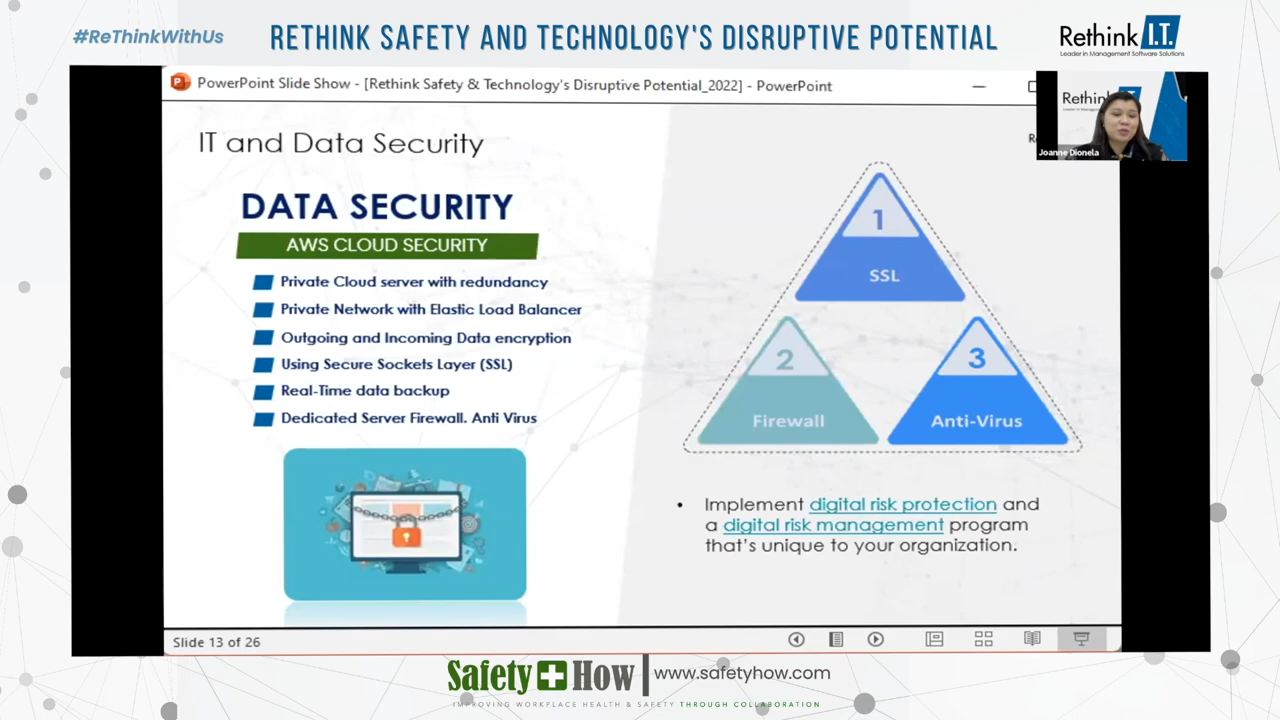 #ReThinkWithUs
RETHINK SAFETY AND TECHNOLOGY'S DISRUPTIVE POTENTIAL
Rethink I.T.
Leader in Management Software Solutions
PowerPoint Slide Show - [Rethink Safety & Technology's Disruptive Potential_2022] - PowerPoint
Joanne Dionela
IT and Data Security
DATA SECURITY
AWS CLOUD SECURITY
Private Cloud server with redundancy
Private Network with Elastic Load Balancer
Outgoing and Incoming Data encryption
Using Secure Sockets Layer (SSL)
Real-Time data backup
Dedicated Server Firewall. Anti Virus
1
SSL
2
Firewall
3
Anti-Virus
• Implement digital risk protection and
a digital risk management program
that's unique to your organization.
Slide 13 of 26
Safety How | www.safetyhow.com
IMPROVING WORKPLACE HEALTH & SAFETY THROUGH COLLABORATION